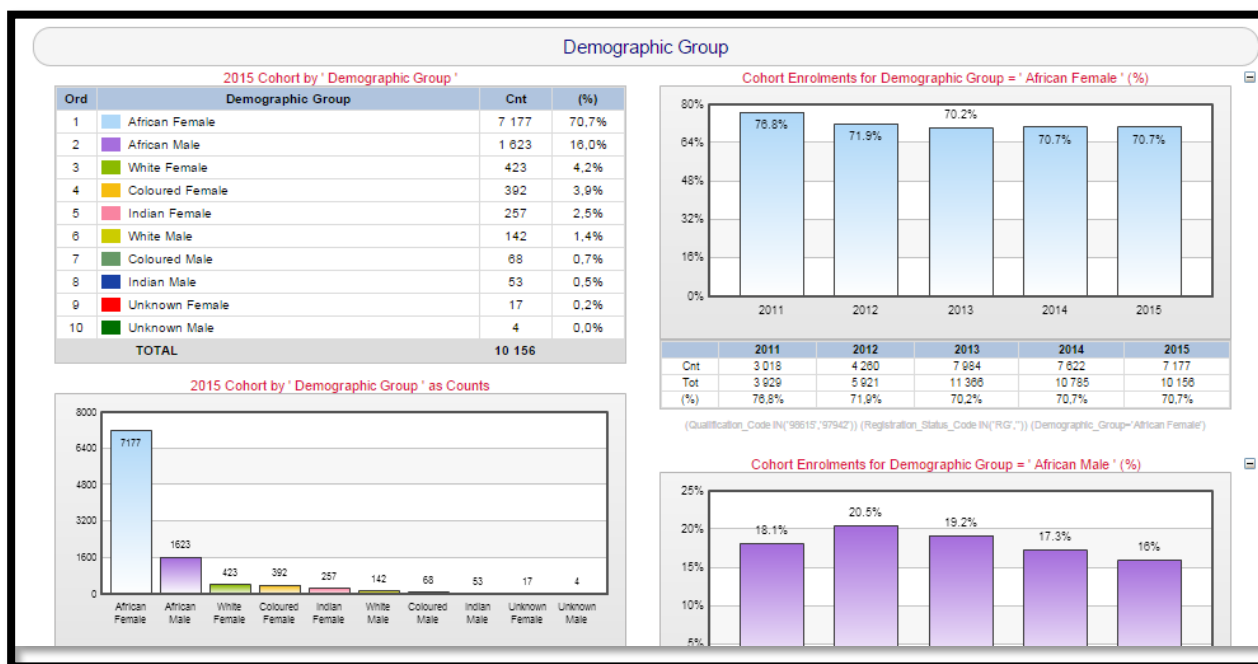 Demographic Group
2015 Cohort by ' Demographic Group '
Ord Demographic Group Cnt (%)
1 African Female 7 177 70,7%
2 African Male 1 623 16,0%
3 White Female 423 4,2%
4 Coloured Female 392 3,9%
5 Indian Female 257 2,5%
6 White Male 142 1,4%
7 Coloured Male 68 0,7%
8 Indian Male 53 0,5%
9 Unknown Female 17 0,2%
10 Unknown Male 4 0,0%
TOTAL 10 156
2015 Cohort by ' Demographic Group ' as Counts
8000
6400
4800
3200
1600
0
7177
1623
423
392
257
142
68
53
17
4
African Female
African Male
White Female
Coloured Female
Indian Female
White Male
Coloured Male
Indian Male
Unknown Female
Unknown Male
Cohort Enrolments for Demographic Group = ' African Female ' (%)
80%
64%
48%
32%
16%
0%
76.8%
71.9%
70.2%
70.7%
70.7%
2011 2012 2013 2014 2015
2011 2012 2013 2014 2015
Cnt 3 018 4 260 7 984 7 622 7 177
Tot 3 929 5 921 11 366 10 785 10 156
(%) 76,8% 71,9% 70,2% 70,7% 70,7%
(Qualification_Code IN('98615','97942')) (Registration_Status_Code IN('RG','')) (Demographic_Group='African Female')
Cohort Enrolments for Demographic Group = ' African Male ' (%)
25%
20%
15%
10%
5%
18.1%
20.5%
19.2%
17.3%
16%